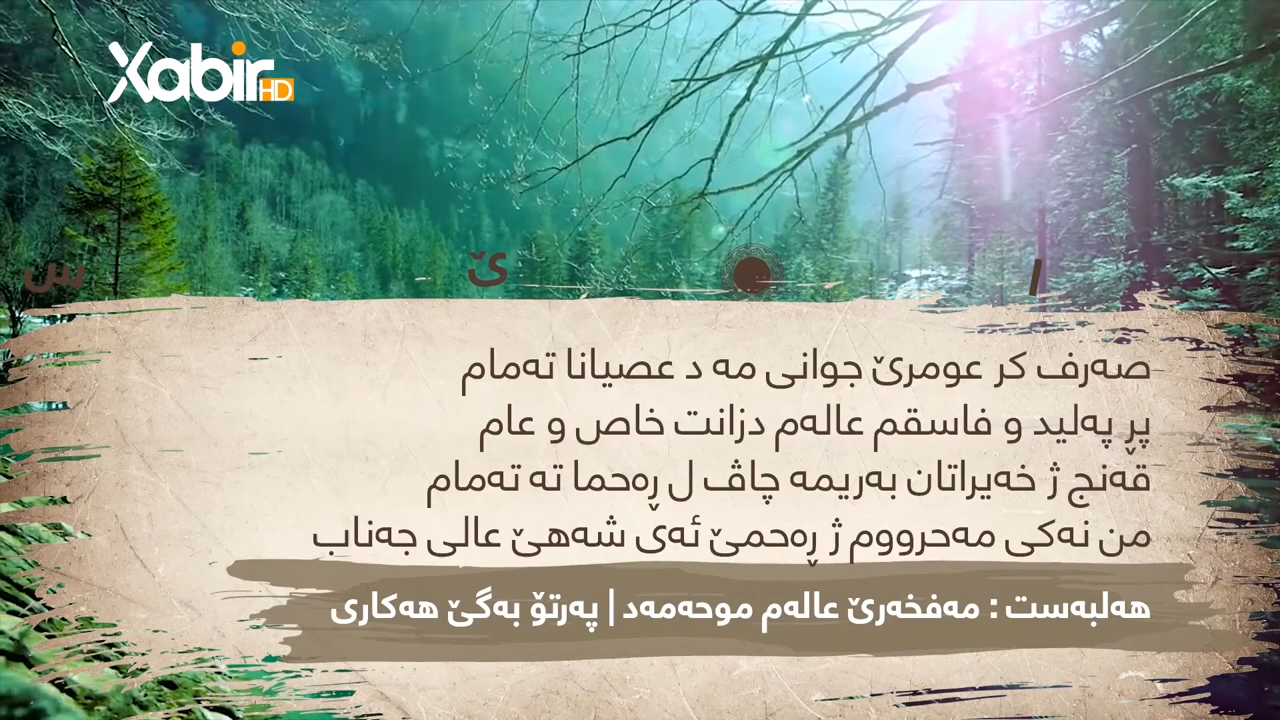 Xabir HD
س ێ ا
صەرف کر عومرێ جوانی مە د عصیانا تەمام
پڕ پەلید و فاسقم عالەم دزانت خاص و عام
قەنج ژ خەیراتان بەریمە چاڤ ل ڕەحما تە تەمام
من نەکی مەحرووم ژ ڕەحمێ ئەی شەهێ عالی جەناب
هەلبەست : مەفخەرێ عالەم موحەمەد | پەرتۆ بەگێ هەکاری